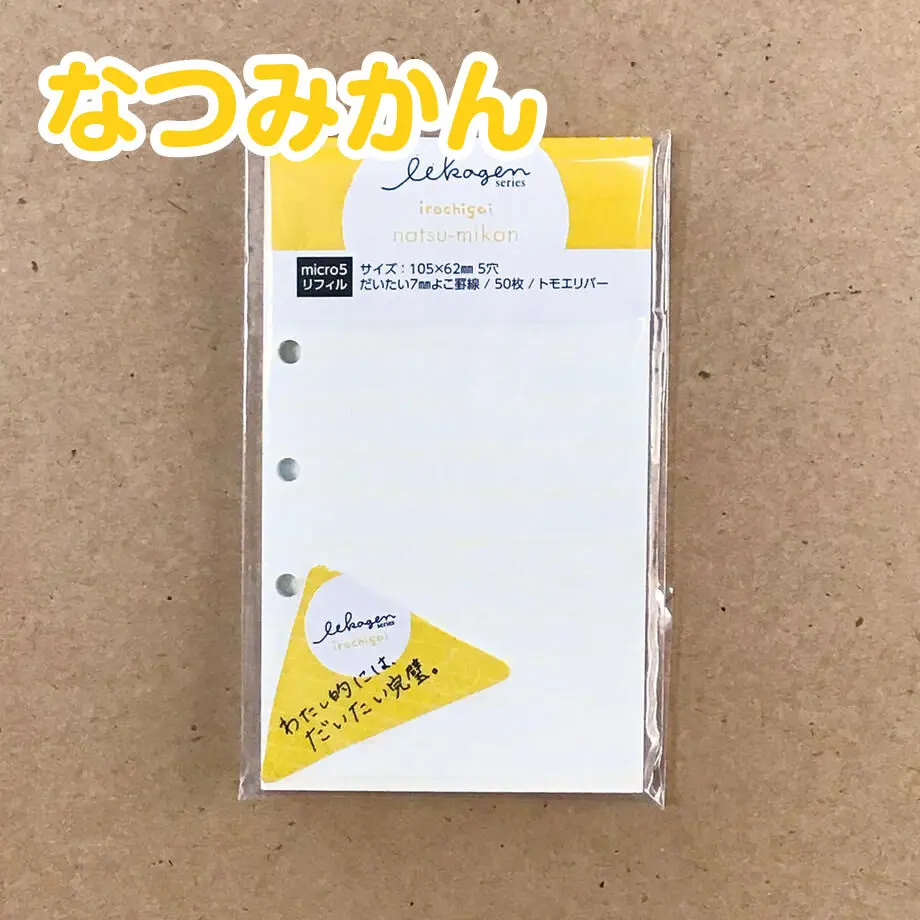 なつみかん
iikagen
series
irochigai
natsu-mikan
micro5
リフィル
サイズ：105×62㎜ 5穴
だいたい7㎜よこ罫線 / 50枚 / トモエリバー
iikagen
series
irochigai
わたし的には、
だいたい完璧。